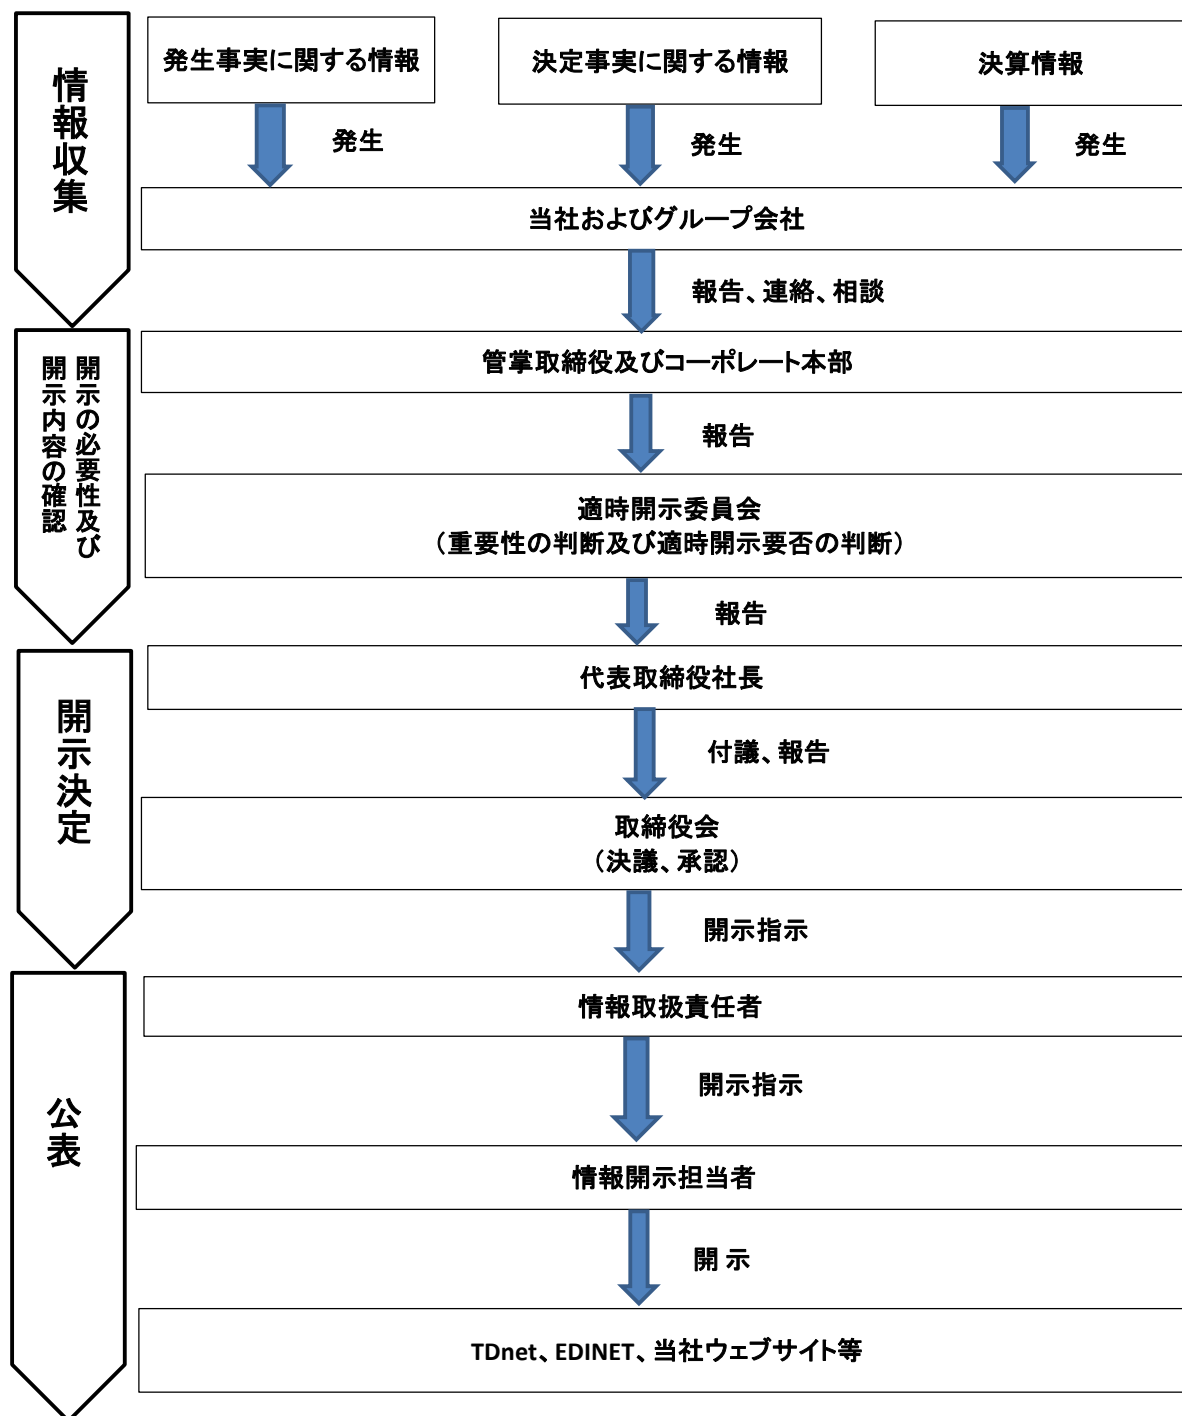 情報収集
発生事実に関する情報
決定事実に関する情報
決算情報
発生
発生
発生
当社およびグループ会社
報告、連絡、相談
開示の必要性及び
開示内容の確認
管掌取締役及びコーポレート本部
報告
適時開示委員会
（重要性の判断及び適時開示要否の判断）
報告
開示決定
代表取締役社長
付議、報告
取締役会
（決議、承認）
開示指示
公表
情報取扱責任者
開示指示
情報開示担当者
開 示
TDnet、EDINET、当社ウェブサイト等